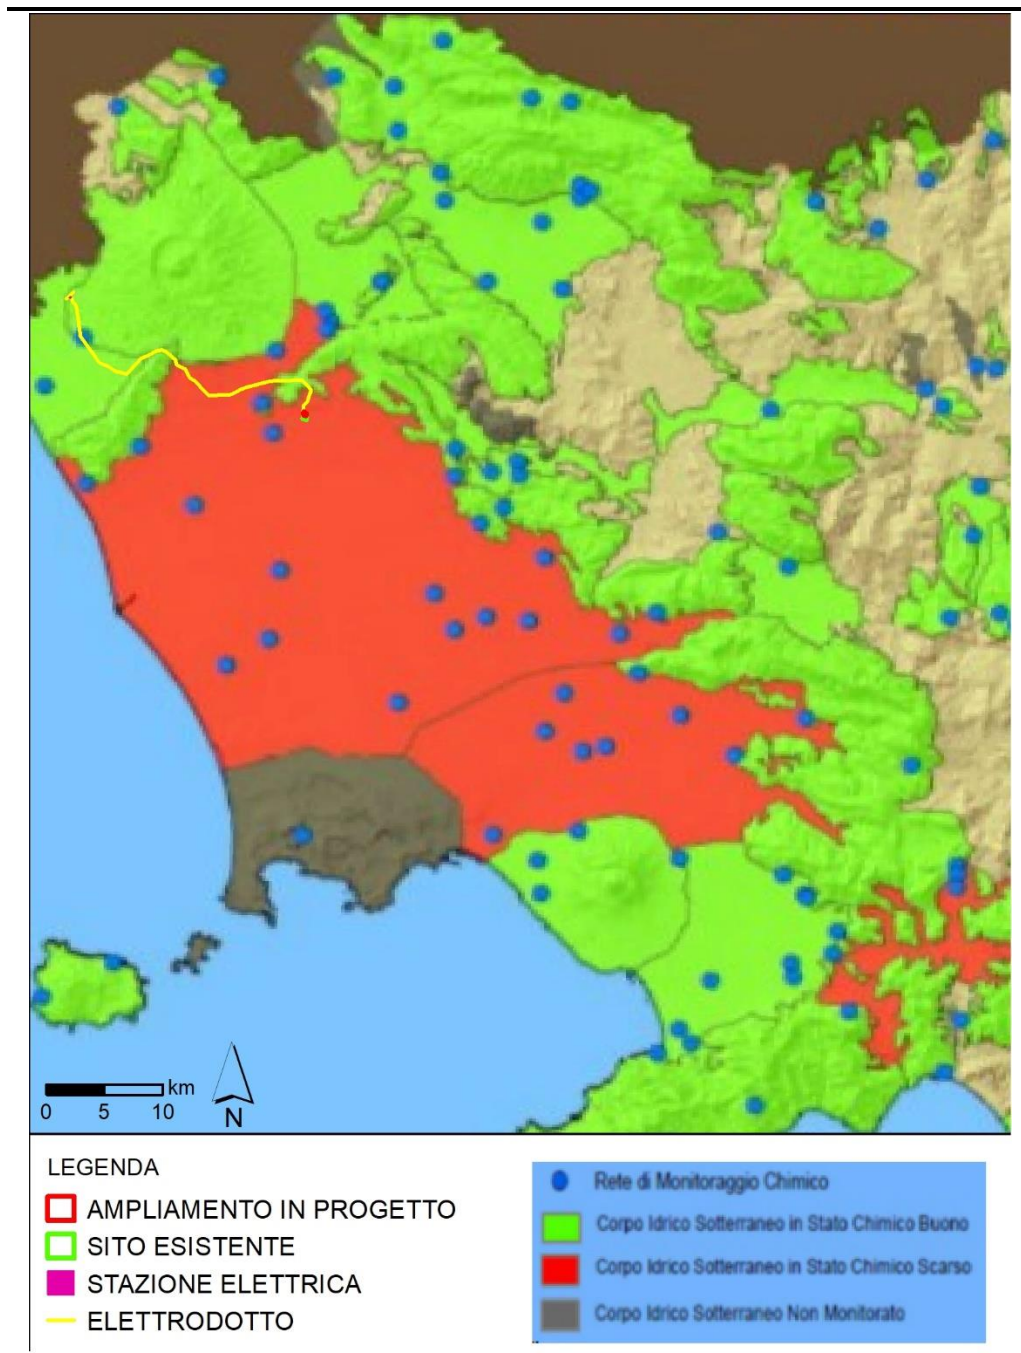 km
0 5 10
N
LEGENDA
AMPLIAMENTO IN PROGETTO
SITO ESISTENTE
STAZIONE ELETTRICA
ELETTRODOTTO
Rete di Monitoraggio Chimico
Corpo Idrico Sotterraneo in Stato Chimico Buono
Corpo Idrico Sotterraneo in Stato Chimico Scarso
Corpo Idrico Sotterraneo Non Monitorato